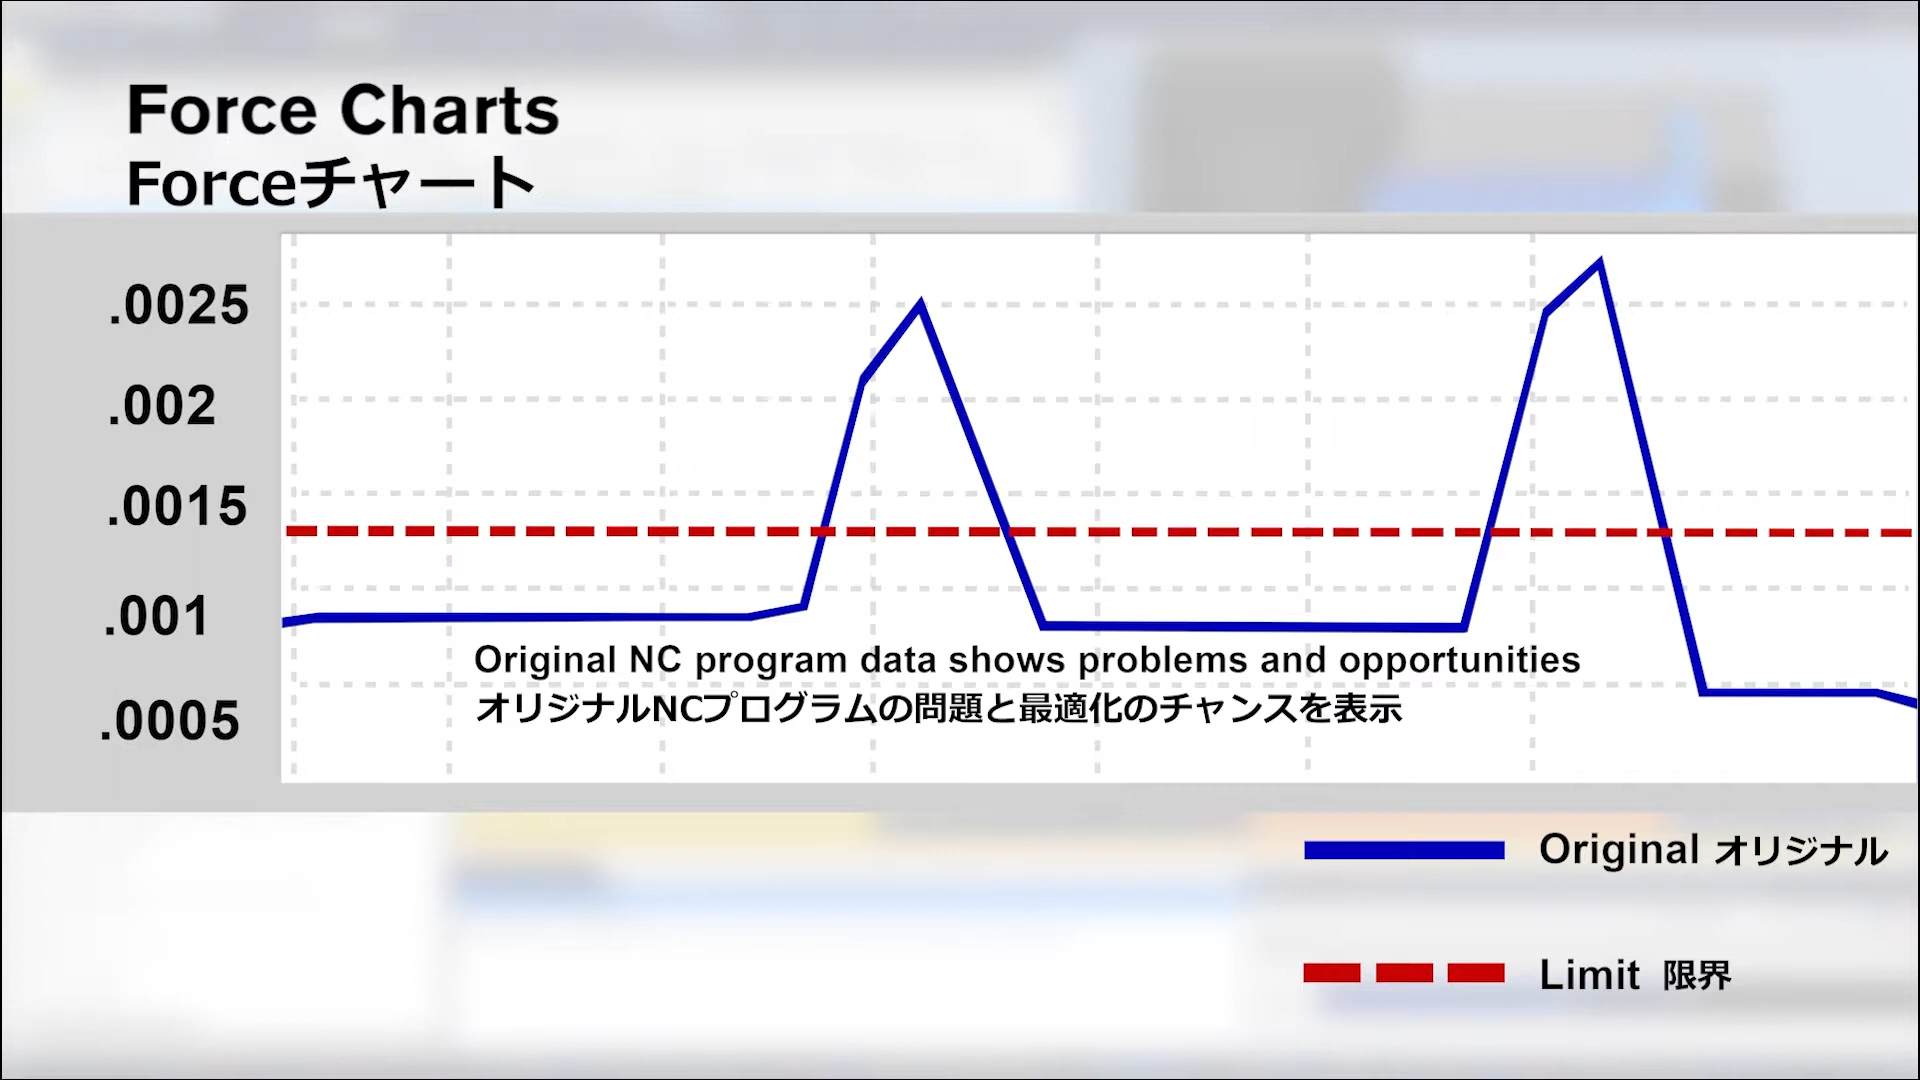 Force Charts
Forceチャート
.0025
.002
.0015
.001
.0005
Original NC program data shows problems and opportunities
オリジナルNCプログラムの問題と最適化のチャンスを表示
Original オリジナル
Limit 限界